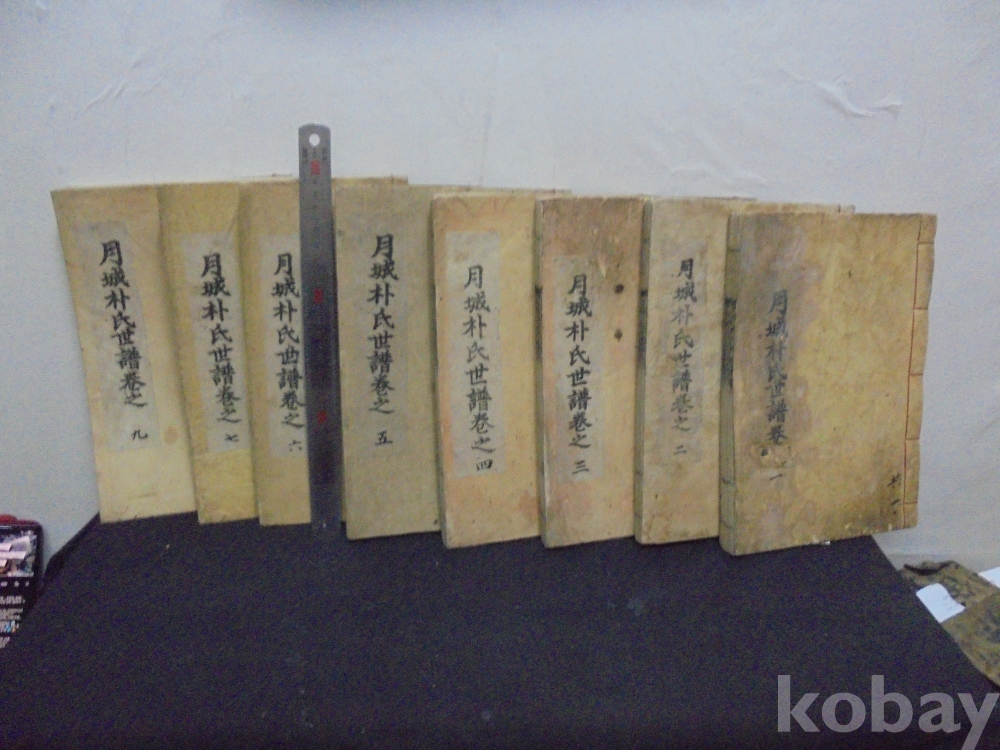 月城朴氏世譜卷之一
月城朴氏世譜卷之二
月城朴氏世譜卷之三
月城朴氏世譜卷之四
月城朴氏世譜卷之五
月城朴氏世譜卷之六
月城朴氏世譜卷之七
月城朴氏世譜卷之九
kobay